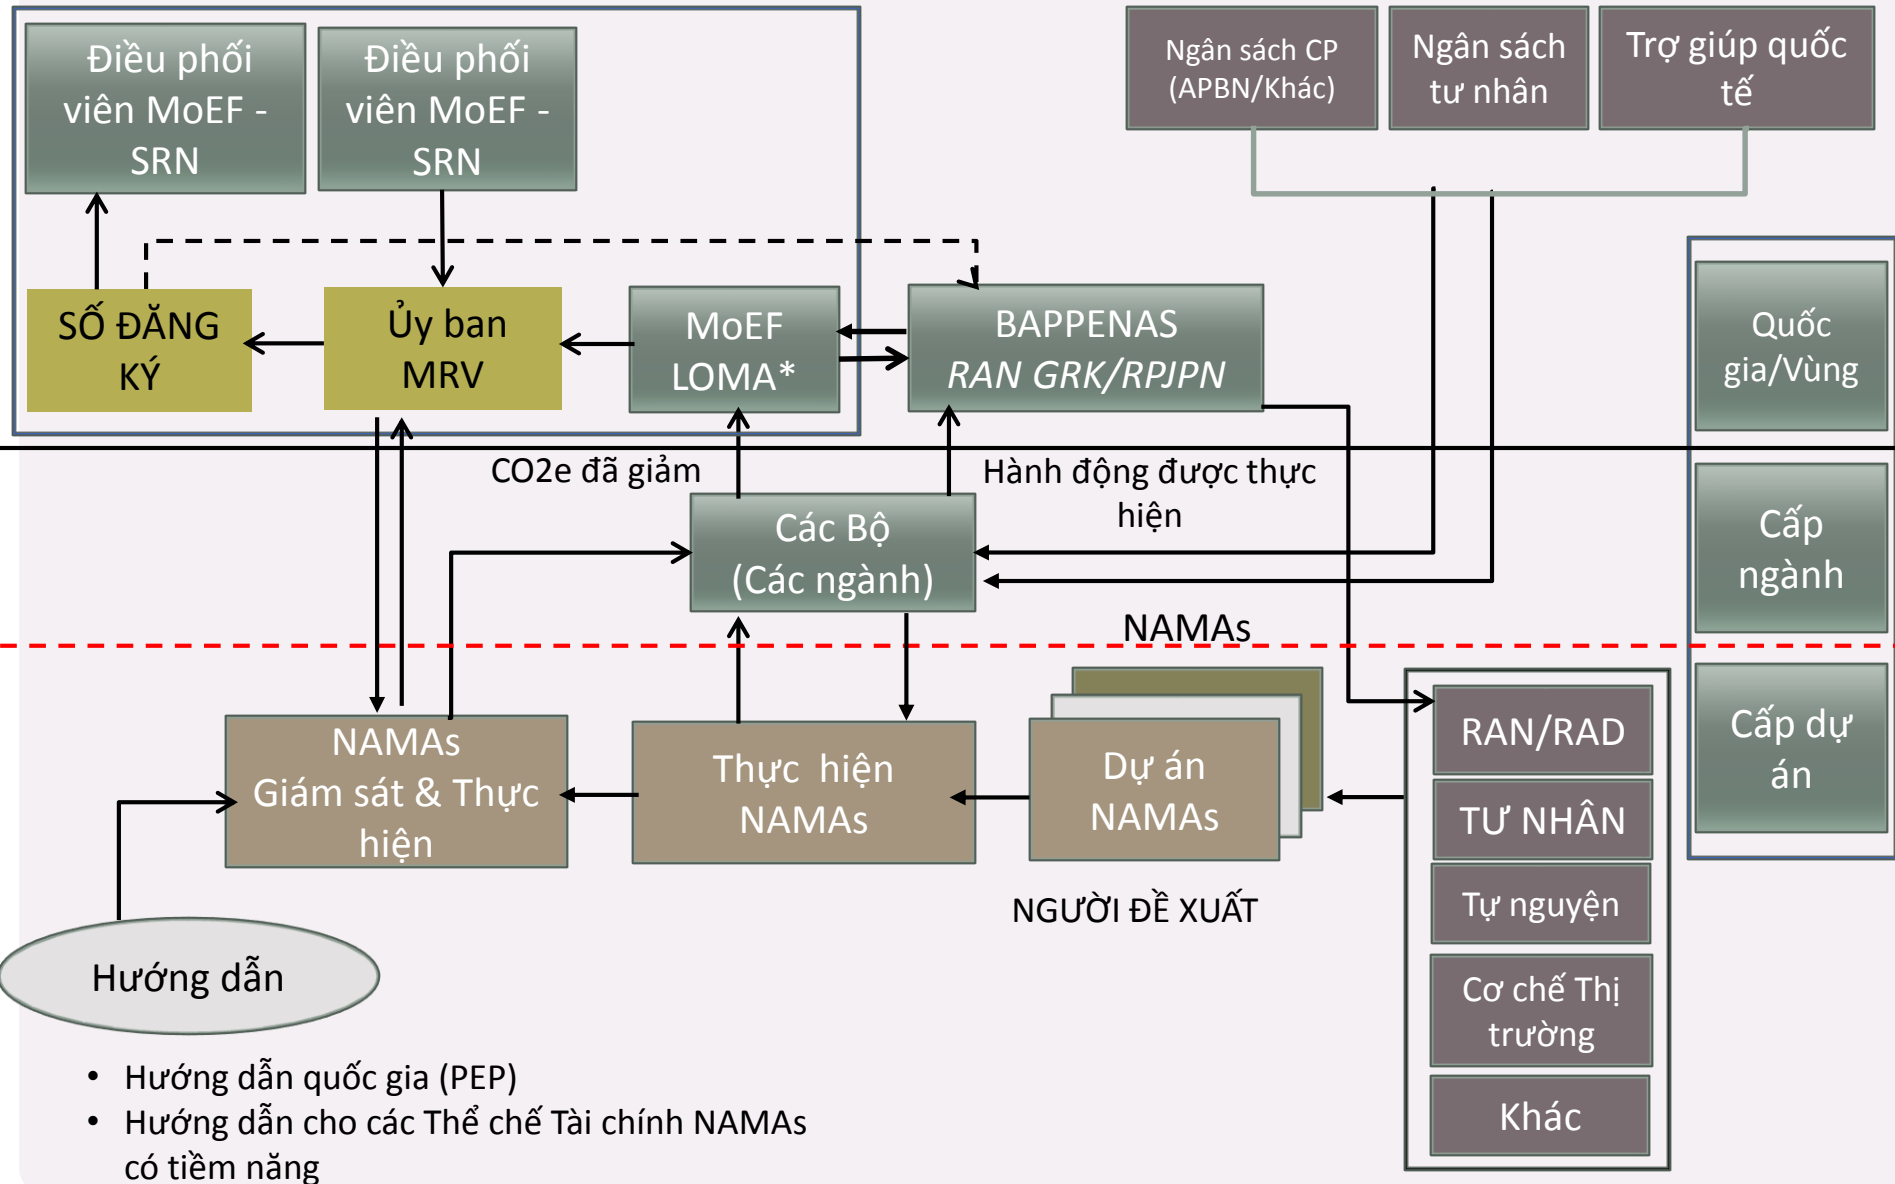 Điều phối
viên MoEF -
SRN
Điều phối
viên MoEF -
SRN
Ngân sách CP
(APBN/Khác)
Ngân sách
tư nhân
Trợ giúp quốc
tế
SỐ ĐĂNG
KÝ
Ủy ban
MRV
MoEF
LOMA*
BAPPENAS
RAN GRK/RPJPN
Quốc
gia/Vùng
CO2e đã giảm
Hành động được thực
hiện
Các Bộ
(Các ngành)
Cấp
ngành
NAMAs
NAMAs
Giám sát & Thực
hiện
Thực hiện
NAMAs
Dự án
NAMAs
RAN/RAD
TƯ NHÂN
Tự nguyện
Cơ chế Thị
trường
Khác
Cấp dự
án
NGƯỜI ĐỀ XUẤT
Hướng dẫn
• Hướng dẫn quốc gia (PEP)
• Hướng dẫn cho các Thể chế Tài chính NAMAs
có tiềm năng